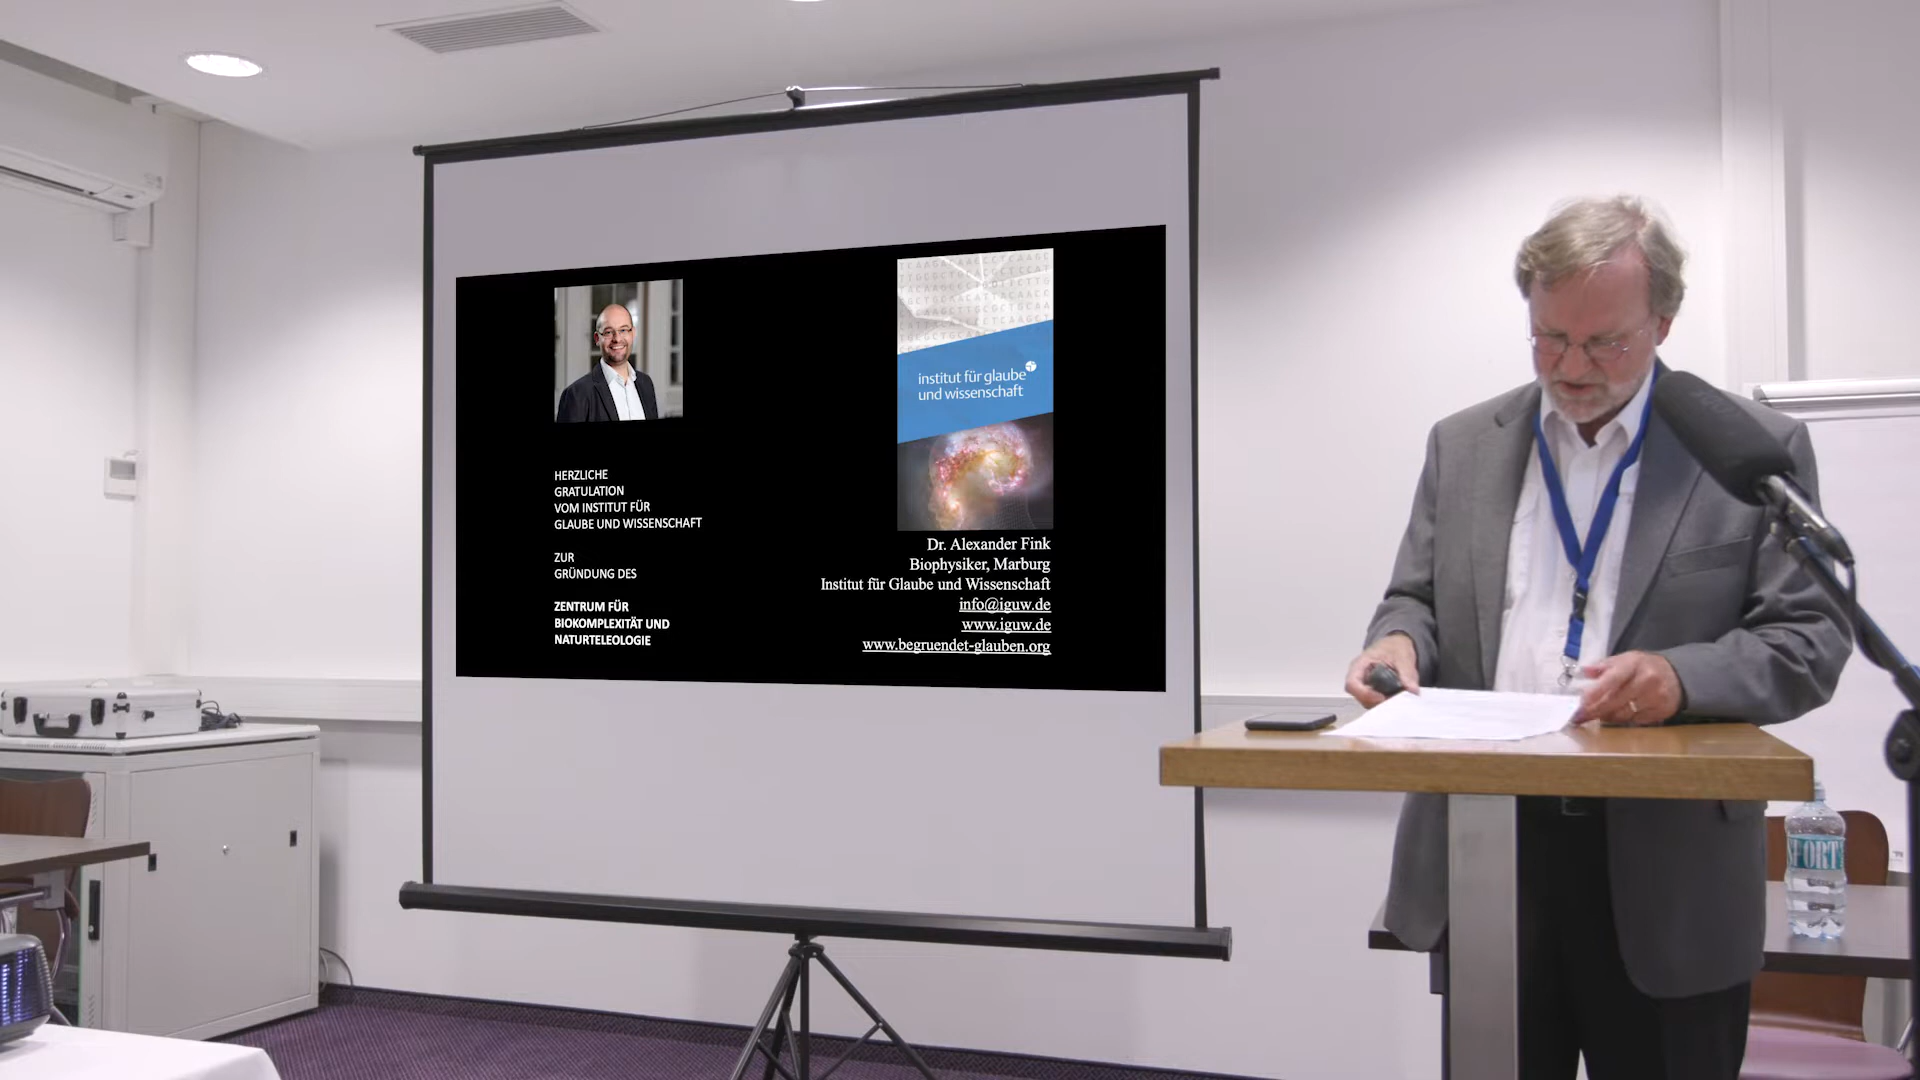 HERZLICHE
GRATULATION
VOM INSTITUT FÜR
GLAUBE UND WISSENSCHAFT
ZUR
GRÜNDUNG DES
ZENTRUM FÜR
BIOKOMPLEXITÄT UND
NATURTELEOLOGIE
institut für glaube
und wissenschaft
Dr. Alexander Fink
Biophysiker, Marburg
Institut für Glaube und Wissenschaft
info@iguw.de
www.iguw.de
www.begruendet-glauben.org
SPORT